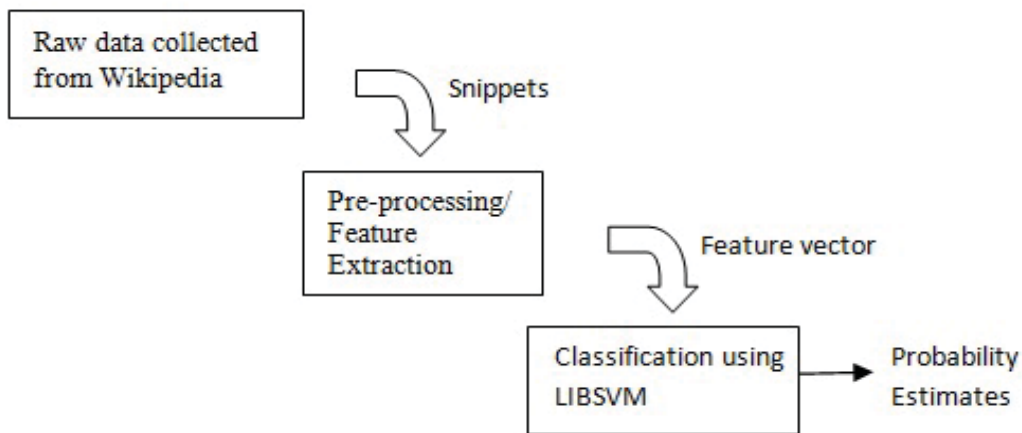 Raw data collected
from Wikipedia
Snippets
Pre-processing/
Feature
Extraction
Feature vector
Classification using
LIBSVM
Probability
Estimates